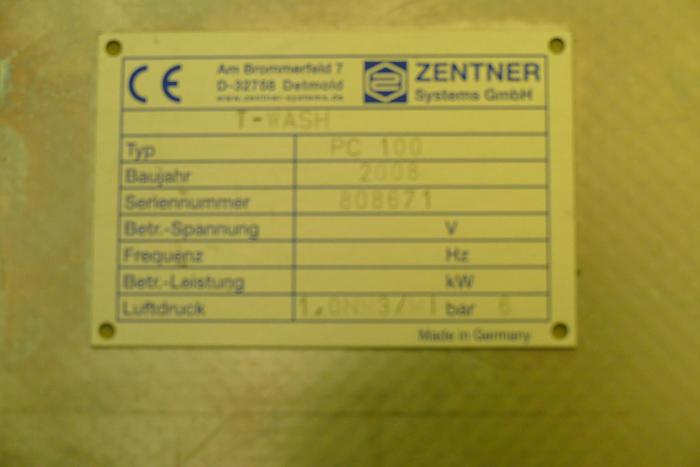 CE Am Brommerfeld 7 ZENTNER
D-32758 Detmold Systems GmbH
www.zentner-systems.de
T-WASH
Typ PC 100
Baujahr 2008
Seriennummer 808671
Betr.-Spannung V
Frequenz Hz
Betr.-Leistung kW
Luftdruck bar 6
Made in Germany